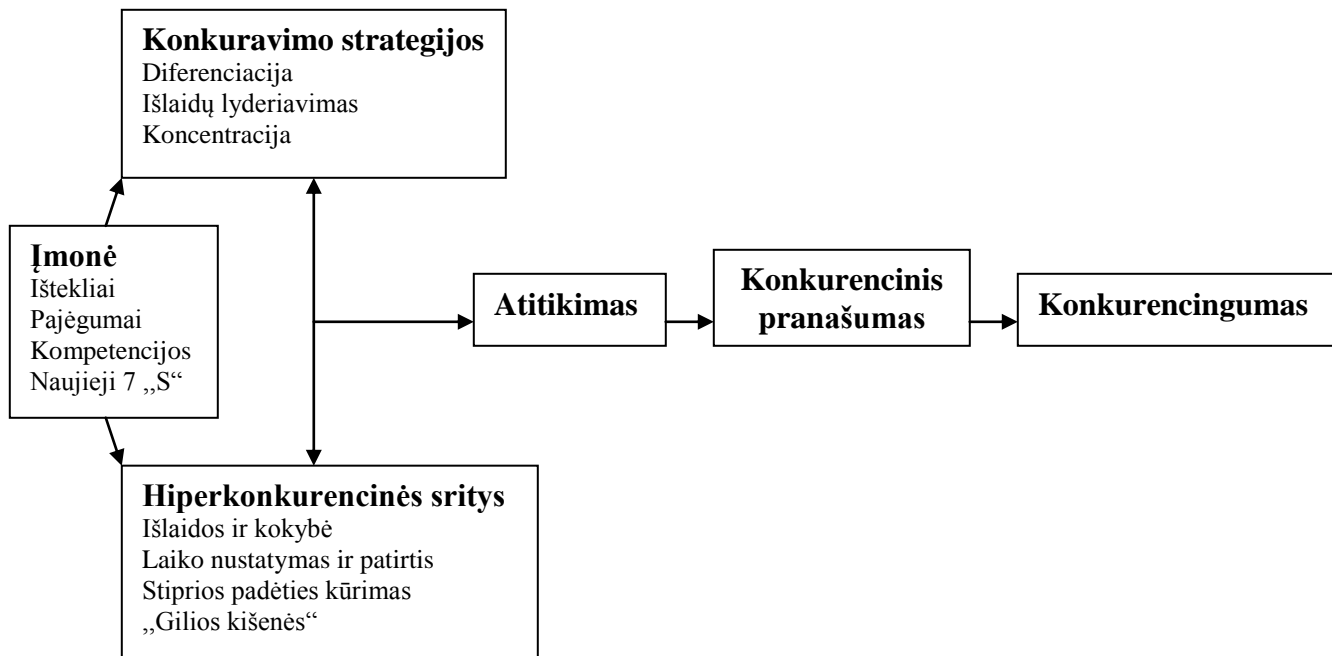 Konkuravimo strategijos
Diferenciacija
Išlaidų lyderiavimas
Koncentracija
Įmonė
Ištekliai
Pajėgumai
Kompetencijos
Naujieji 7 ,,S“
Atitikimas
Konkurencinis
pranašumas
Konkurencingumas
Hiperkonkurencinės sritys
Išlaidos ir kokybė
Laiko nustatymas ir patirtis
Stiprios padėties kūrimas
,,Gilios kišenės“